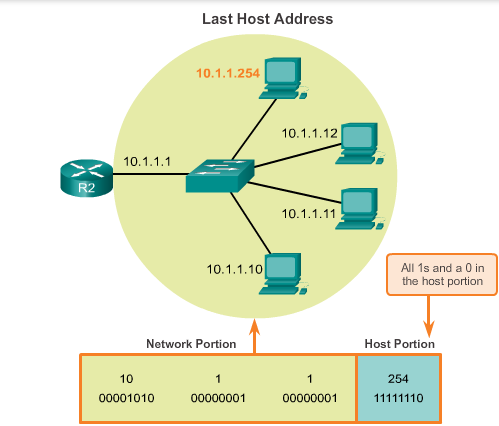 Last Host Address
10.1.1.254
10.1.1.12
10.1.1.1
R2
10.1.1.11
10.1.1.10
All 1s and a 0 in
the host portion
Network Portion
Host Portion
10 1 1 254
00001010 00000001 00000001 11111110